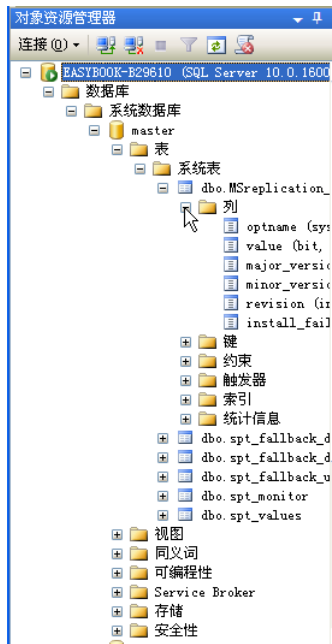 对象资源管理器
连接(O)
EASYBOOK-B29610 (SQL Server 10.0.1600
数据库
系统数据库
master
表
系统表
dbo.MSreplication_
列
optname (sys
value (bit,
major_versio
minor_versio
revision (in
install_fail
键
约束
触发器
索引
统计信息
dbo.spt_fallback_d
dbo.spt_fallback_d
dbo.spt_fallback_u
dbo.spt_monitor
dbo.spt_values
视图
同义词
可编程性
Service Broker
存储
安全性